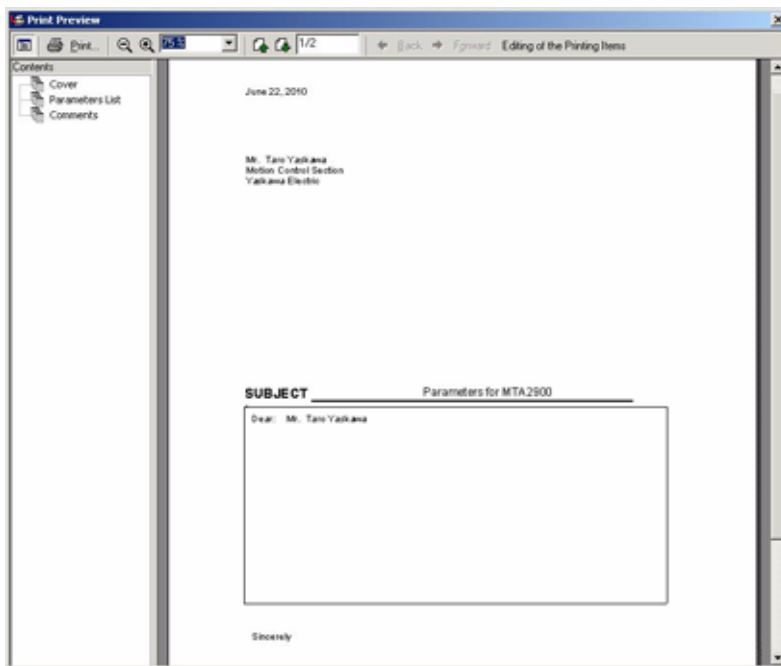 Print Preview
Print... 75% 1/2 Back Forward Editing of the Printing Items
Contents
Cover
Parameters List
Comments
June 22, 2010
Mr. Taro Yaskawa
Motion Control Section
Yaskawa Electric
SUBJECT Parameters for MTA2900
Dear: Mr. Taro Yaskawa
Sincerely